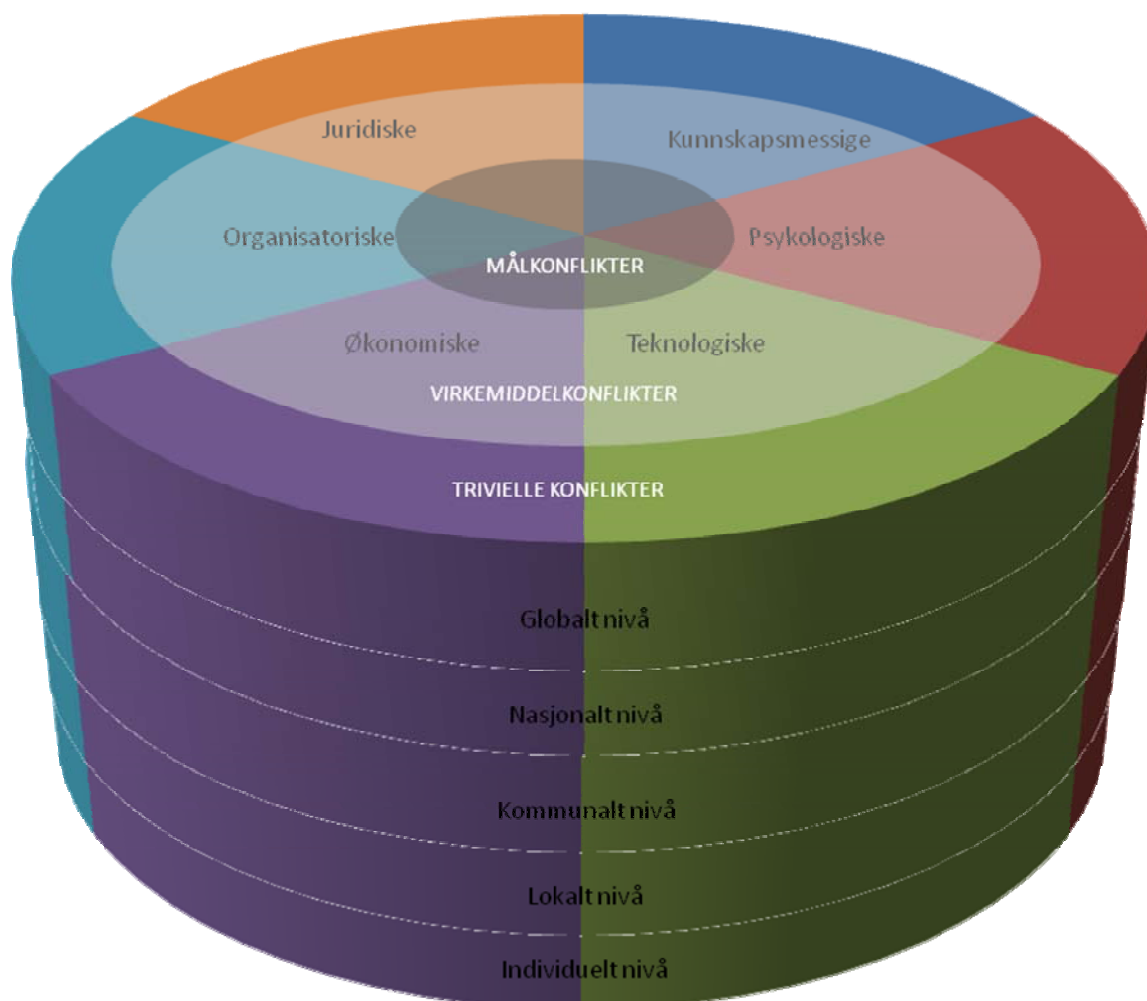 Juridiske
Kunnskapsmessige
Organisatoriske
Psykologiske
MÅLKONFLIKTER
Økonomiske
Teknologiske
VIRKEMIDDELKONFLIKTER
TRIVIELLE KONFLIKTER
Globalt nivå
Nasjonalt nivå
Kommunalt nivå
Lokalt nivå
Individuelt nivå